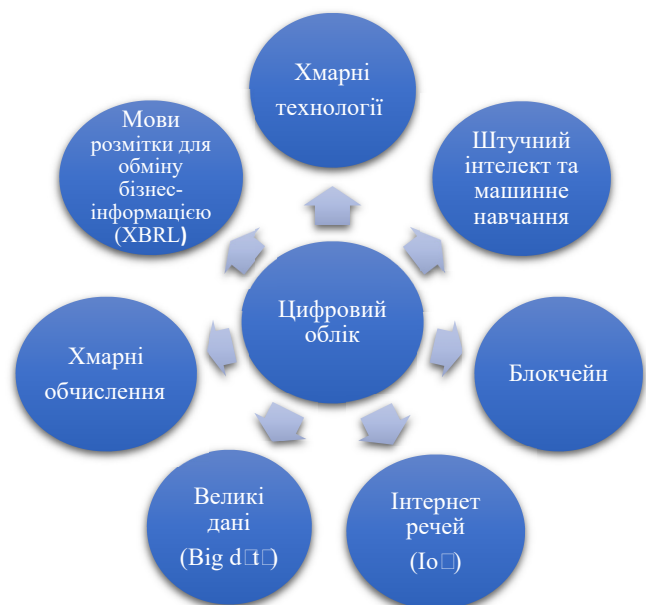 Хмарні
технології
Штучний
інтелект та
машинне
навчання
Блокчейн
Інтернет
речей
(Io□)
Великі
дані
(Big d□t□)
Хмарні
обчислення
Мови
розмітки для
обміну
бізнес-
інформацією
(XBRL)
Цифровий
облік